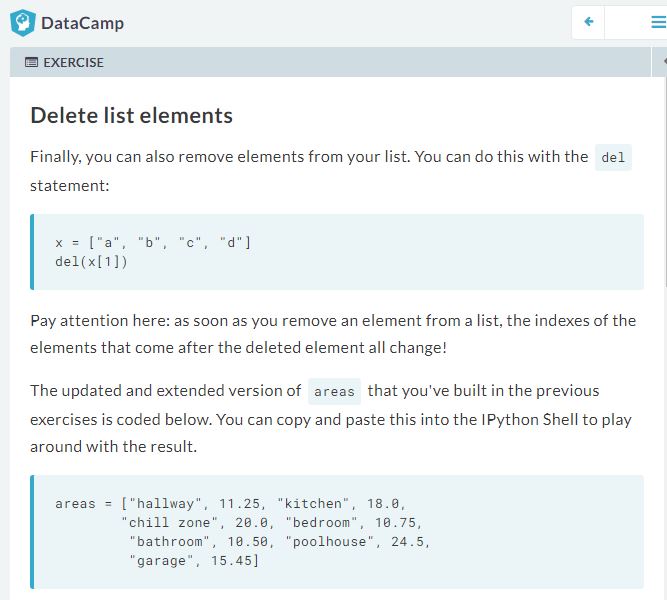 DataCamp
EXERCISE
Delete list elements
Finally, you can also remove elements from your list. You can do this with the del
statement:
x = ["a", "b", "c", "d"]
del(x[1])
Pay attention here: as soon as you remove an element from a list, the indexes of the
elements that come after the deleted element all change!
The updated and extended version of areas that you've built in the previous
exercises is coded below. You can copy and paste this into the IPython Shell to play
around with the result.
areas = ["hallway", 11.25, "kitchen", 18.0,
        "chill zone", 20.0, "bedroom", 10.75,
         "bathroom", 10.50, "poolhouse", 24.5,
         "garage", 15.45]